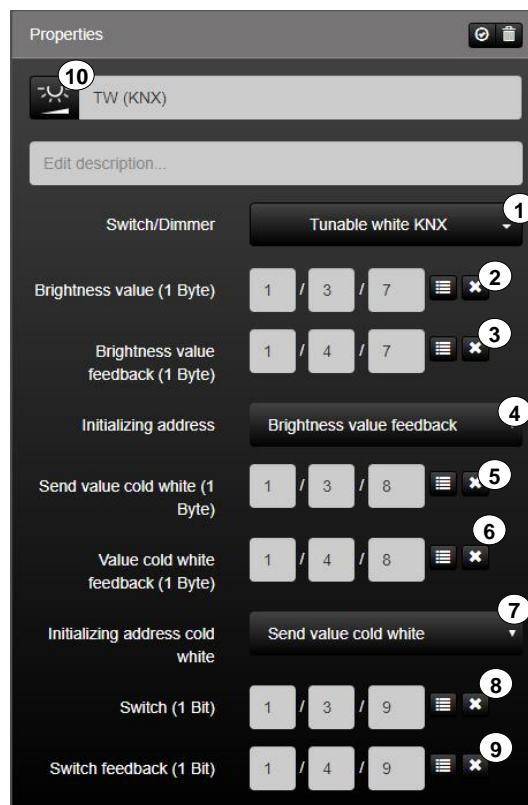 Properties
10
TW (KNX)
Edit description...
1
Switch/Dimmer Tunable white KNX
2
Brightness value (1 Byte) 1 / 3 / 7
3
Brightness value
feedback (1 Byte) 1 / 4 / 7
4
Initializing address Brightness value feedback
5
Send value cold white (1
Byte) 1 / 3 / 8
6
Value cold white
feedback (1 Byte) 1 / 4 / 8
7
Initializing address cold
white Send value cold white
8
Switch (1 Bit) 1 / 3 / 9
9
Switch feedback (1 Bit) 1 / 4 / 9